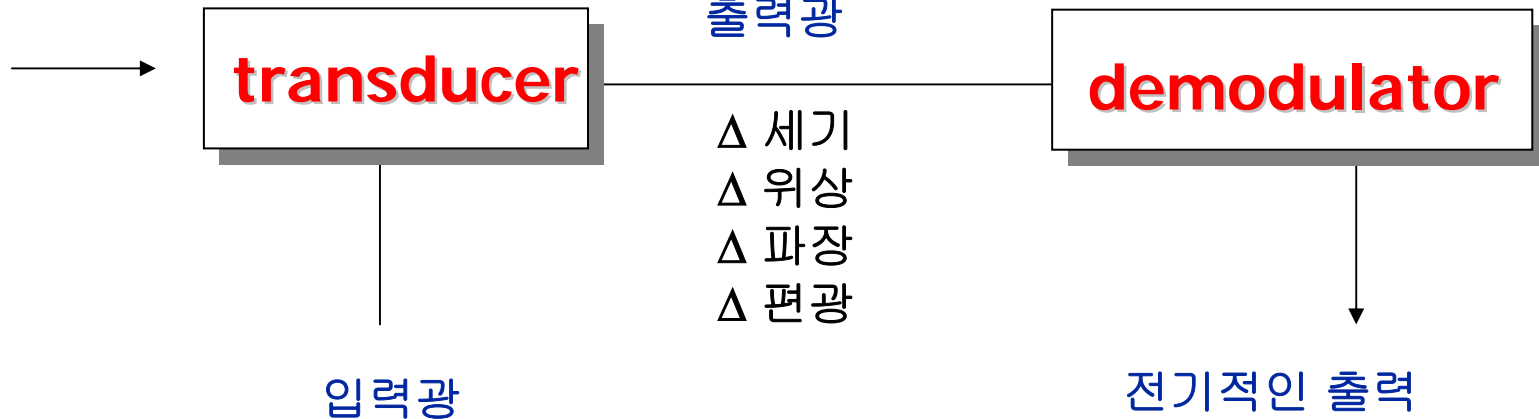 출력광
transducer
demodulator
Δ 세기
Δ 위상
Δ 파장
Δ 편광
입력광
전기적인 출력